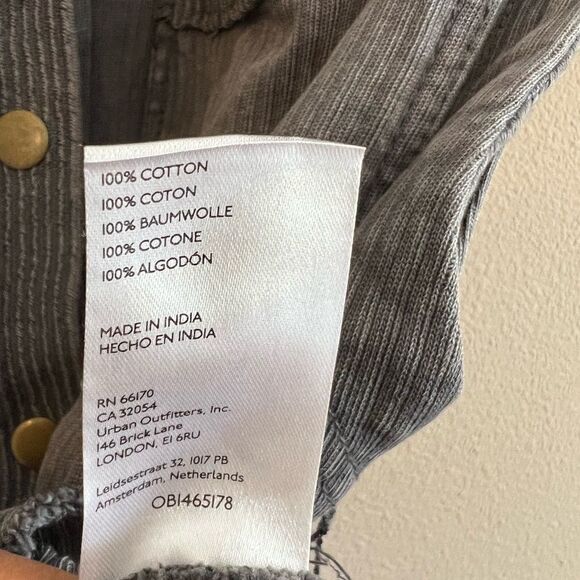 100% COTTON
100% COTON
100% BAUMWOLLE
100% COTONE
100% ALGODÓN
MADE IN INDIA
HECHO EN INDIA
RN 66170
CA 32054
Urban Outfitters, Inc.
146 Brick Lane
LONDON, E1 6RU
Leidsestraat 32, 1017 PB
Amsterdam, Netherlands
OB1465178